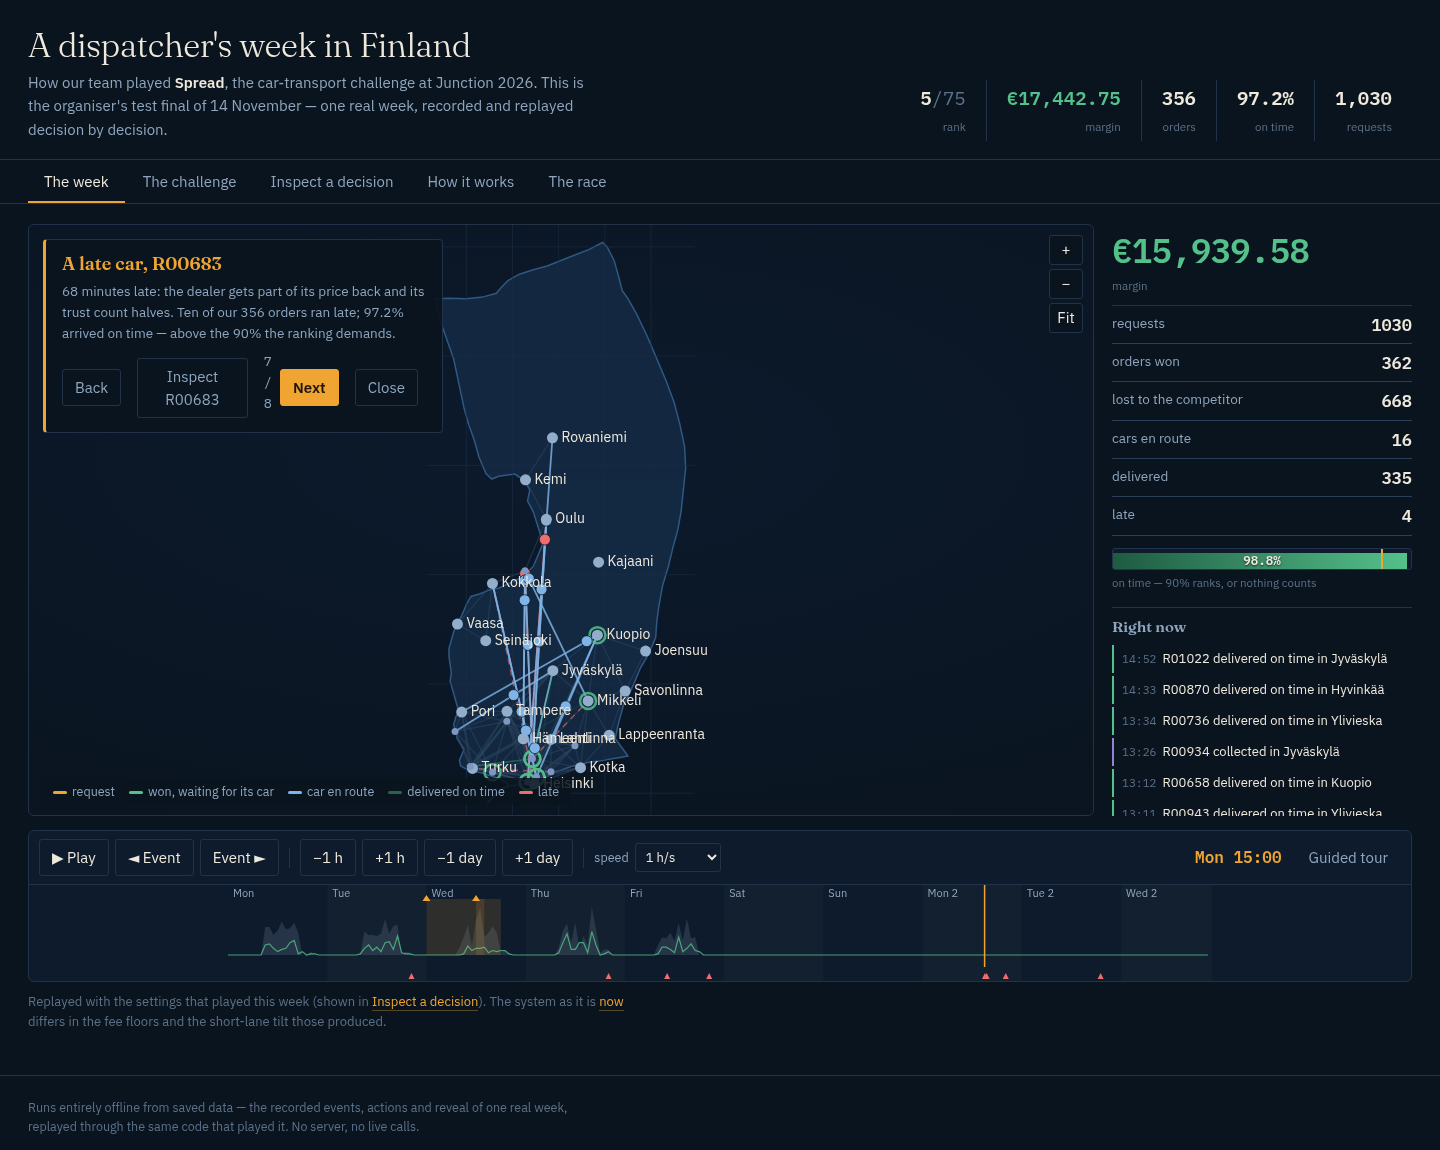 A dispatcher's week in Finland
How our team played Spread, the car-transport challenge at Junction 2026. This is
the organiser's test final of 14 November — one real week, recorded and replayed
decision by decision.
5/75
rank
€17,442.75
margin
356
orders
97.2%
on time
1,030
requests
The week
The challenge
Inspect a decision
How it works
The race
A late car, R00683
68 minutes late: the dealer gets part of its price back and its
trust count halves. Ten of our 356 orders ran late; 97.2%
arrived on time — above the 90% the ranking demands.
Back
Inspect
R00683
7
/
8
Next
Close
+
−
Fit
Rovaniemi
Kemi
Oulu
Kajaani
Kokkola
Vaasa
Seinäjoki
Kuopio
Joensuu
Jyväskylä
Savonlinna
Mikkeli
Pori
Tampere
Hämeenlinna
Lahti
Lappeenranta
Turku
Kotka
Helsinki
request
won, waiting for its car
car en route
delivered on time
late
€15,939.58
margin
requests 1030
orders won 362
lost to the competitor 668
cars en route 16
delivered 335
late 4
98.8%
on time — 90% ranks, or nothing counts
Right now
14:52 R01022 delivered on time in Jyväskylä
14:33 R00870 delivered on time in Hyvinkää
13:34 R00736 delivered on time in Ylivieska
13:26 R00934 collected in Jyväskylä
13:12 R00658 delivered on time in Kuopio
13:11 R00943 delivered on time in Ylivieska
▶ Play
◄ Event
Event ►
−1 h
+1 h
−1 day
+1 day
speed
1 h/s
Mon 15:00
Guided tour
Mon
Tue
Wed
Thu
Fri
Sat
Sun
Mon 2
Tue 2
Wed 2
Replayed with the settings that played this week (shown in Inspect a decision). The system as it is now
differs in the fee floors and the short-lane tilt those produced.
Runs entirely offline from saved data — the recorded events, actions and reveal of one real week,
replayed through the same code that played it. No server, no live calls.